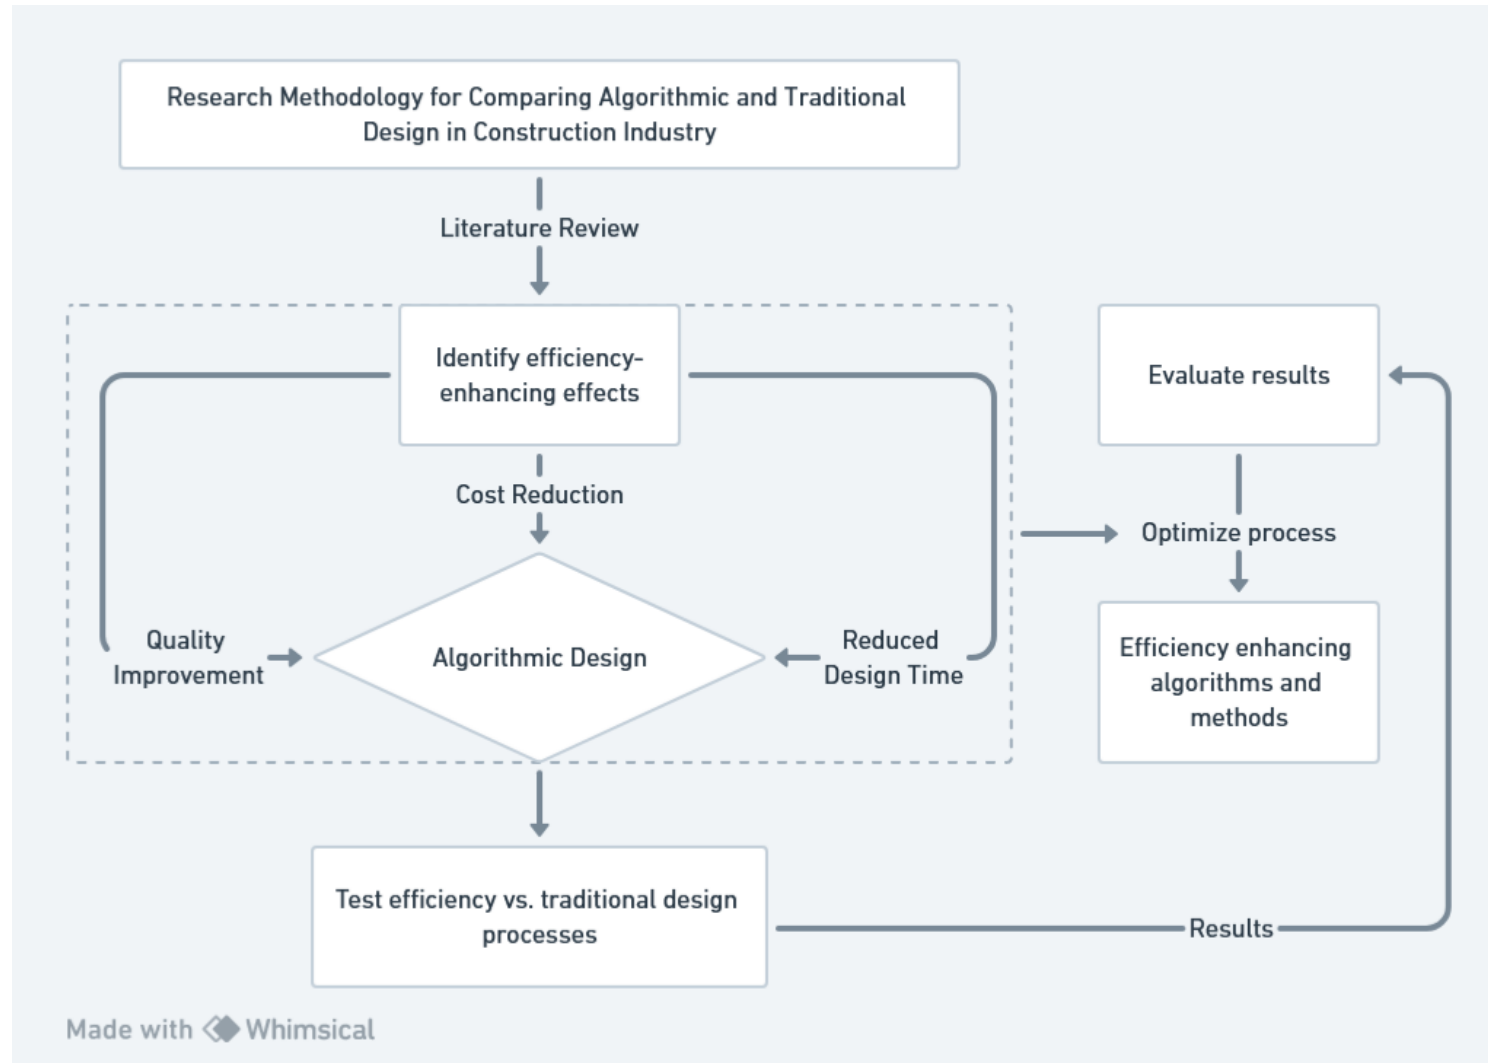 Research Methodology for Comparing Algorithmic and Traditional
Design in Construction Industry
Literature Review
Identify efficiency-
enhancing effects
Cost Reduction
Quality
Improvement
Algorithmic Design
Reduced
Design Time
Test efficiency vs. traditional design
processes
Results
Evaluate results
Optimize process
Efficiency enhancing
algorithms and
methods
Made with Whimsical